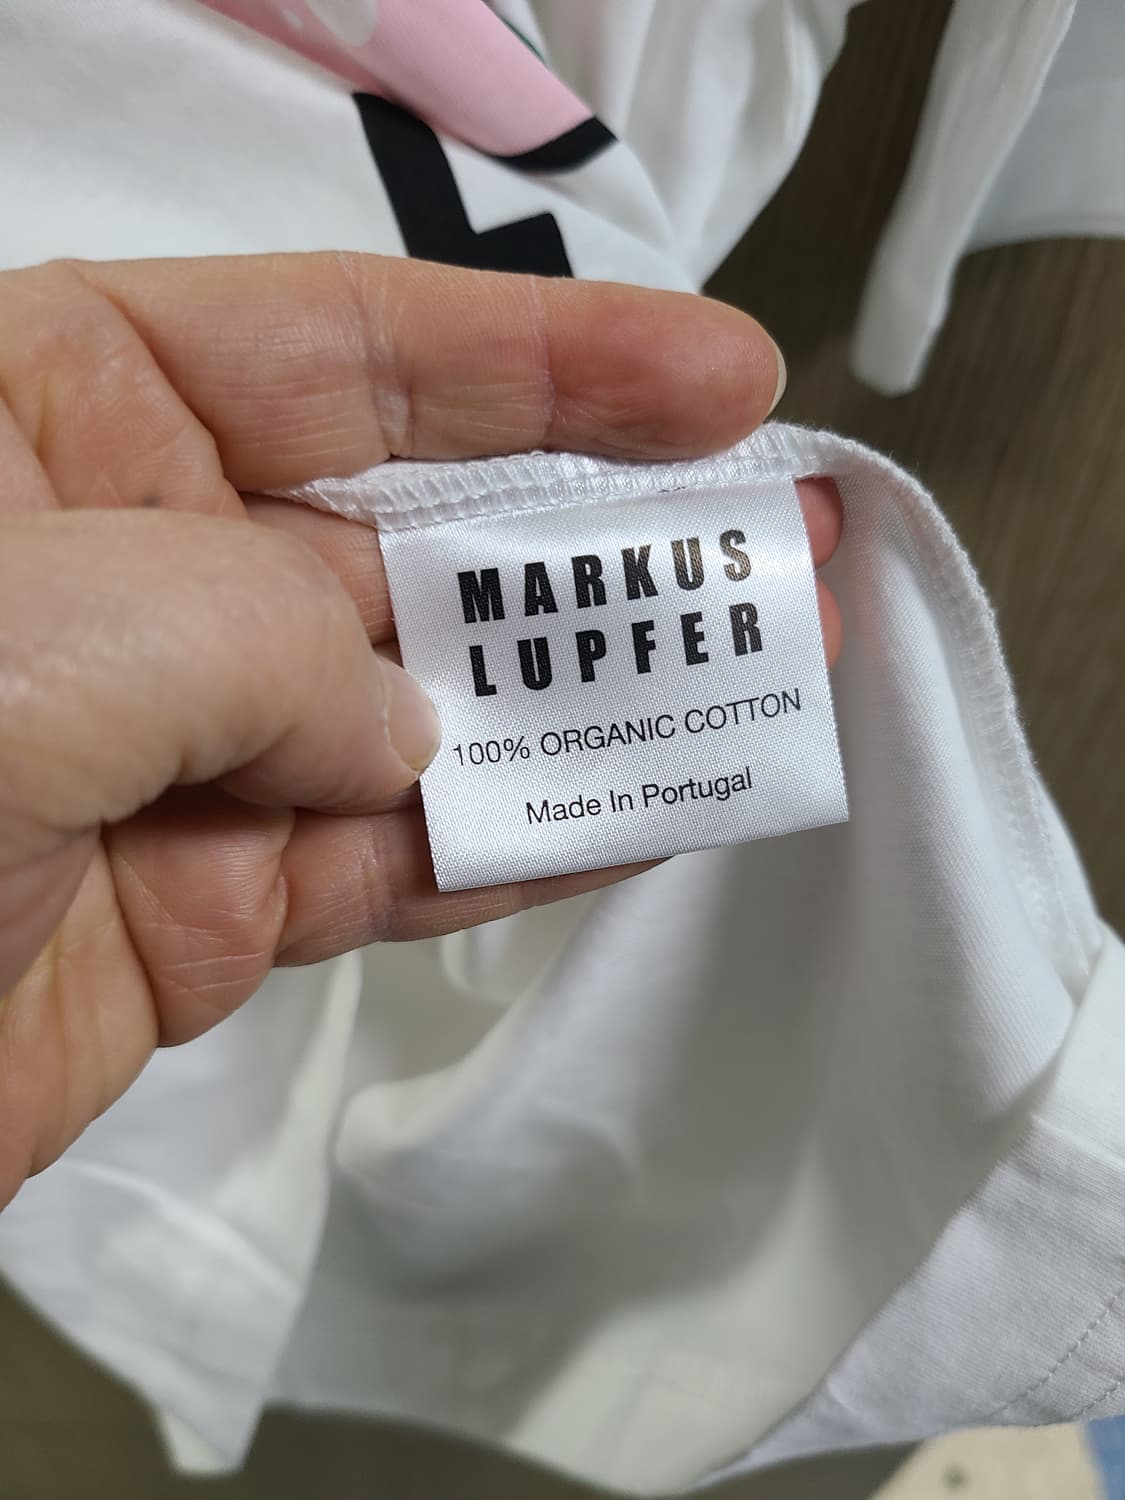 MARKUS
LUPFER
100% ORGANIC COTTON
Made In Portugal